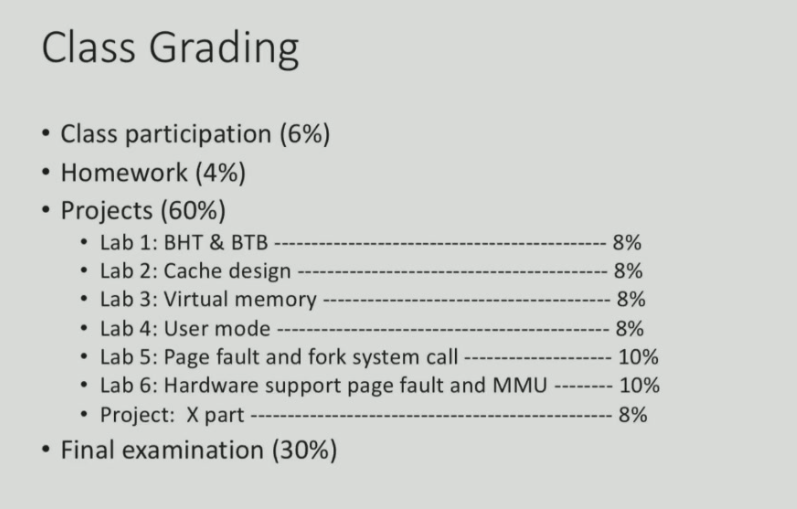 Class Grading
• Class participation (6%)
• Homework (4%)
• Projects (60%)
• Lab 1: BHT & BTB --------------------------------------------- 8%
• Lab 2: Cache design ------------------------------------------ 8%
• Lab 3: Virtual memory --------------------------------------- 8%
• Lab 4: User mode --------------------------------------------- 8%
• Lab 5: Page fault and fork system call -------------------- 10%
• Lab 6: Hardware support page fault and MMU -------- 10%
• Project: X part ------------------------------------------------- 8%
• Final examination (30%)